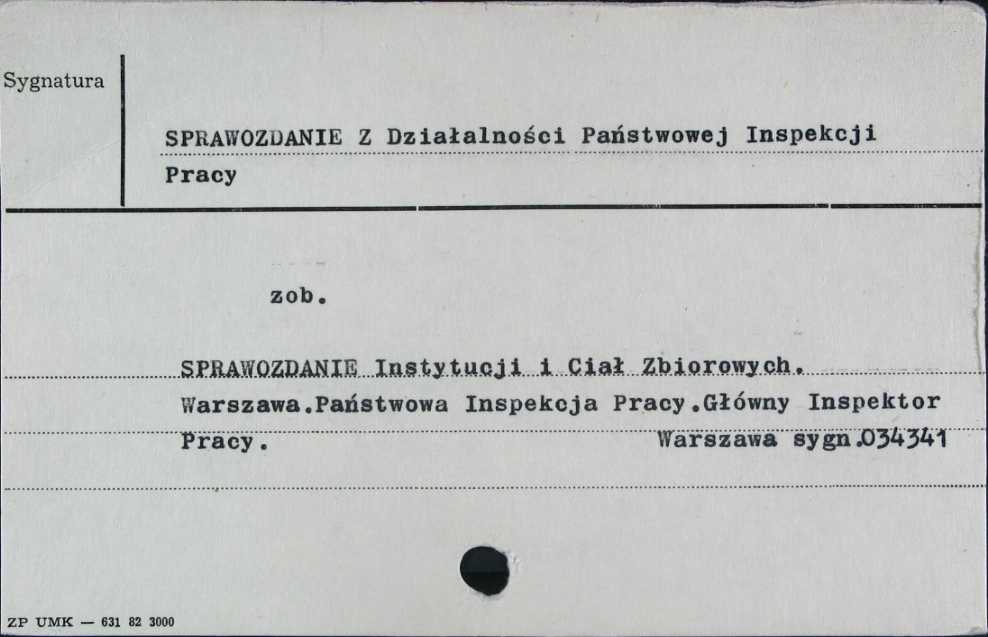 Sygnatura
SPRAWOZDANIE Z Działalności Państwowej Inspekcji
Pracy
zob.
SPRAWOZDANIE Instytucji i Ciał Zbiorowych.
Warszawa.Państwowa Inspekcja Pracy.Główny Inspektor
Pracy. Warszawa sygn.034341
ZP UMK — 631 82 3000